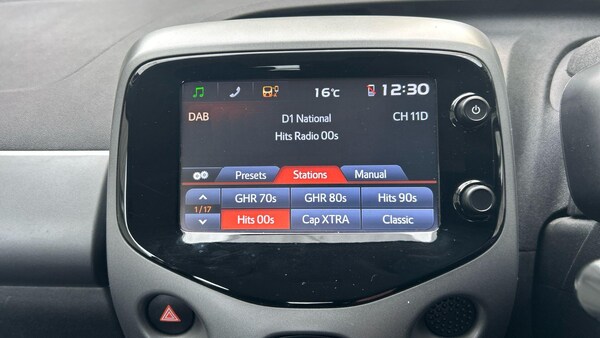 16°C 12:30
DAB D1 National CH 11D
Hits Radio 00s
Presets Stations Manual
GHR 70s GHR 80s Hits 90s
1/17
Hits 00s Cap XTRA Classic